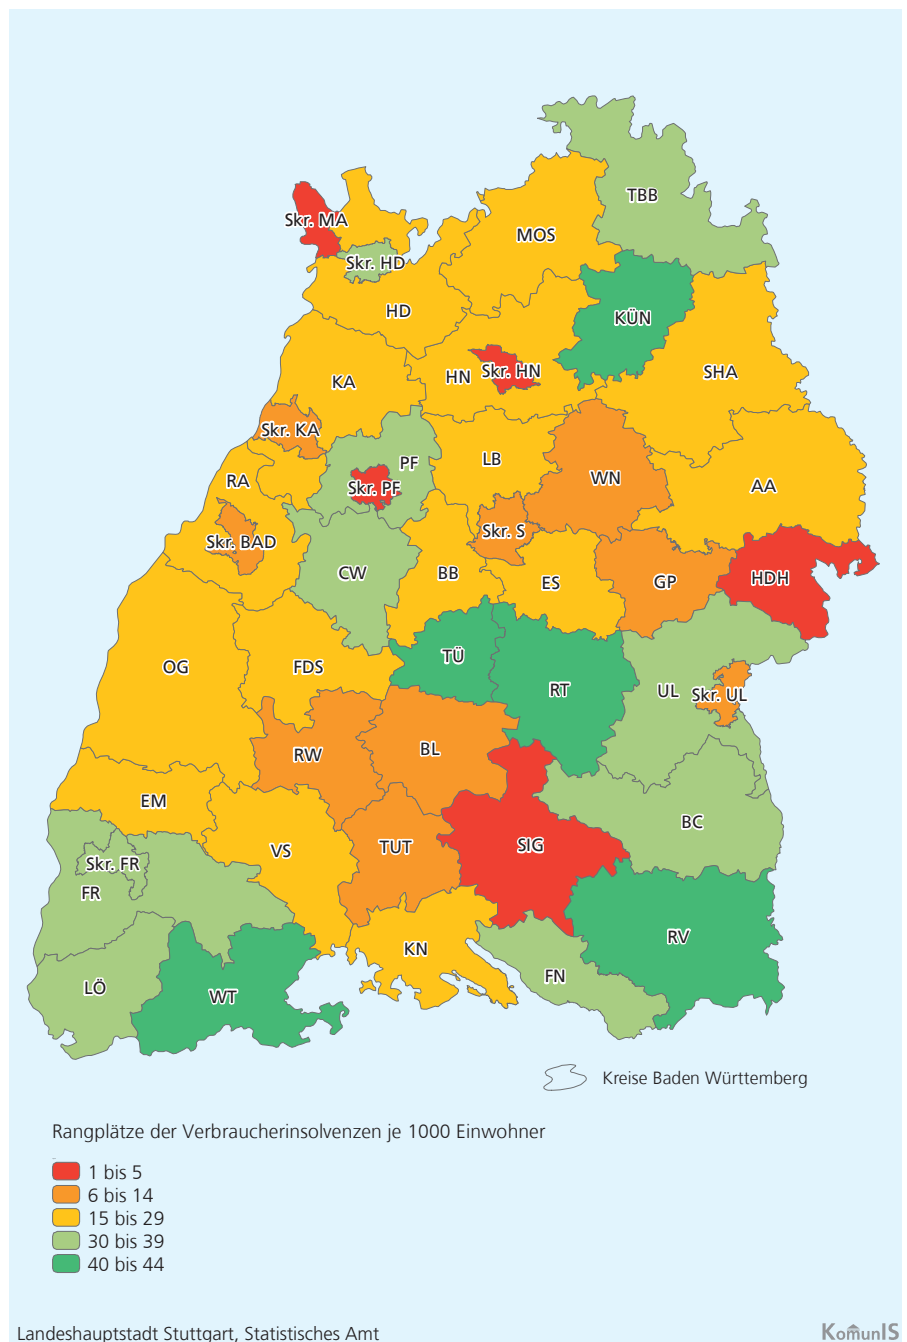 TBB
Skr. MA
MOS
Skr. HD
HD
KÜN
HN
Skr. HN
SHA
KA
Skr. KA
LB
PF
WN
RA
Skr. PF
AA
Skr. S
Skr. BAD
CW
BB
ES
GP
HDH
TÜ
OG
FDS
RT
UL
Skr. UL
RW
BL
EM
BC
VS
TUT
SIG
Skr. FR
FR
KN
RV
FN
LÖ
WT
Kreise Baden Württemberg
Rangplätze der Verbraucherinsolvenzen je 1000 Einwohner
1 bis 5
6 bis 14
15 bis 29
30 bis 39
40 bis 44
Landeshauptstadt Stuttgart, Statistisches Amt
KomunIS